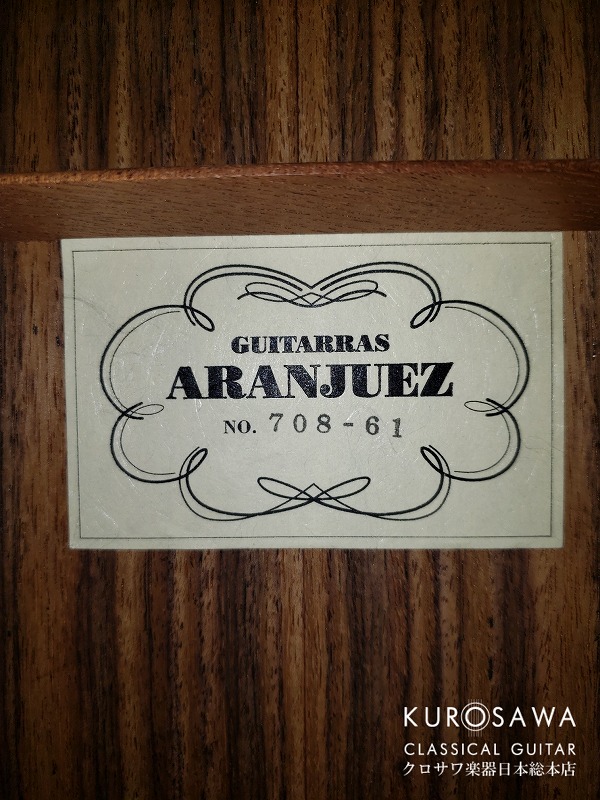 GUITARRAS
ARANJUEZ
NO. 708-61
KUROSAWA
CLASSICAL GUITAR
クロサワ楽器日本総本店